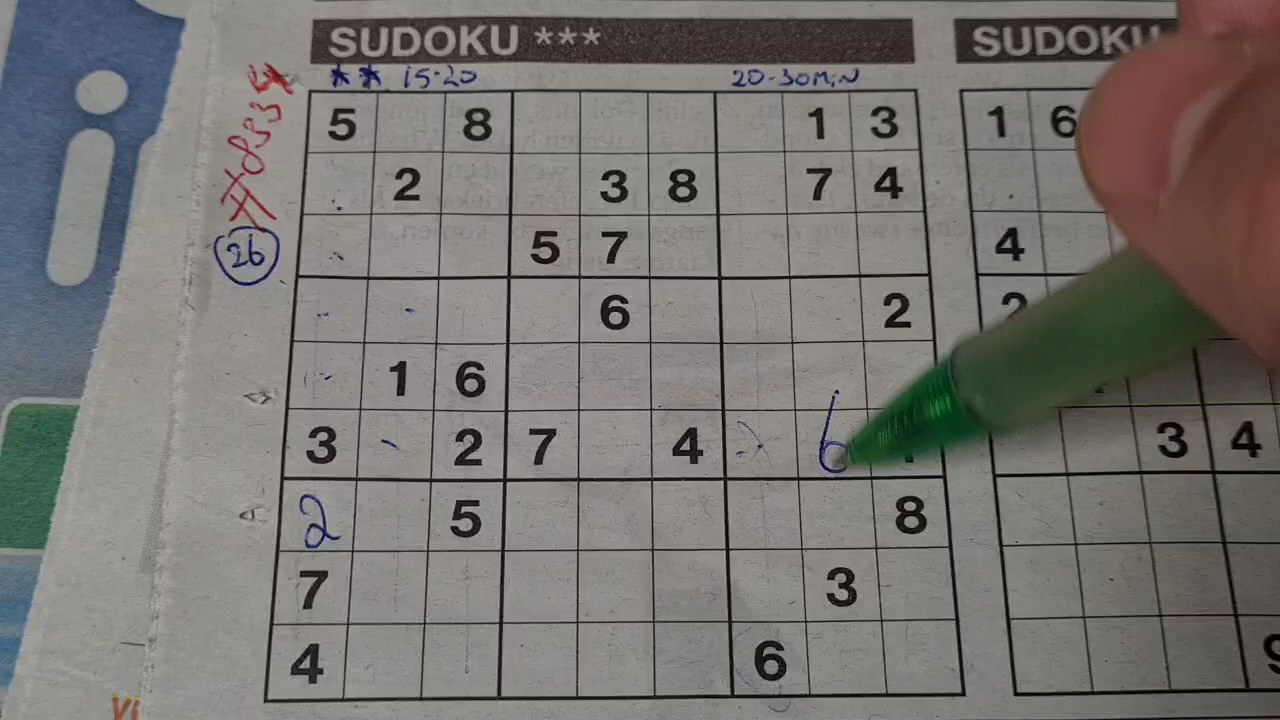 SUDOKU *** SUDOKU
** 15-20 20-30MIN
5 8 1 3 1 6
2 3 8 7 4
26 5 7 4
6 2 2
1 6
3 2 7 4 6 3 4
2 5 8
7 3
4 6 9
Vi